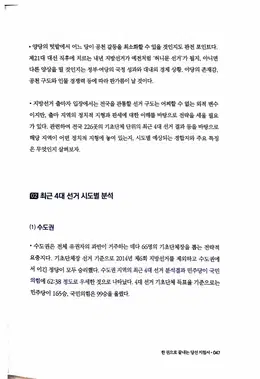 • 양당의 텃밭에서 어느 당이 공천 갈등을 최소화할 수 있을 것인지도 관전 포인트다.
제21대 대선 직후에 치르는 내년 지방선거가 예전처럼 '허니문 선거'가 될지, 아니면
다른 양상을 띨 것인지는 정부·여당의 국정 성과와 대내외 경제 상황, 야당의 존재감,
공천 구도와 인물 경쟁력 등에 따라 판가름이 날 것이다.
• 지방선거 출마자 입장에서는 전국을 관통할 선거 구도는 어찌할 수 없는 외적 변수
이지만, 출마 지역의 정치적 지형과 판세에 대한 이해를 바탕으로 전략을 세울 필요
가 있다. 관련하여 전국 226곳의 기초단체 단위의 최근 4대 선거 결과 등을 바탕으로
해당 지역이 어떤 정치적 지형에 놓여 있는지, 시도별 예상되는 경합지와 주요 특징
은 무엇인지 살펴보자.
02 최근 4대 선거 시도별 분석
(1) 수도권
• 수도권은 전체 유권자의 과반이 거주하는 데다 66명의 기초단체장을 뽑는 전략적
요충지다. 기초단체장 선거 기준으로 2014년 제6회 지방선거를 제외하고 수도권에
서 이긴 정당이 모두 승리했다. 수도권 지역의 최근 4대 선거 분석결과 민주당이 국민
의힘에 62:38 정도로 우세한 것으로 나타났다. 4대 선거 기초단체 득표율 기준으로는
민주당이 165승, 국민의힘은 99승을 올렸다.
한 권으로 끝내는 당선 지침서 • 047